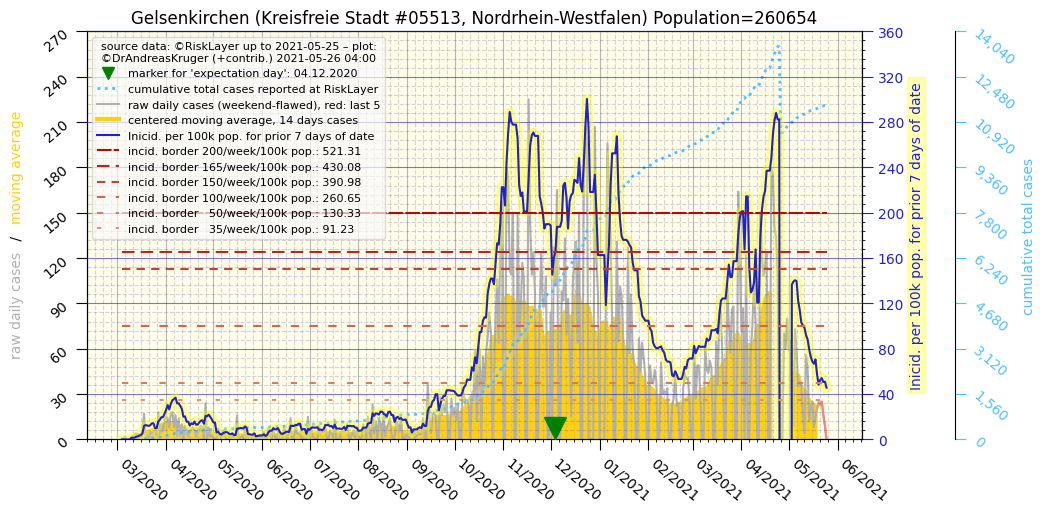 Gelsenkirchen (Kreisfreie Stadt #05513, Nordrhein-Westfalen) Population=260654
source data: ©RiskLayer up to 2021-05-25 – plot:
©DrAndreasKruger (+contrib.) 2021-05-26 04:00
marker for 'expectation day': 04.12.2020
cumulative total cases reported at RiskLayer
raw daily cases (weekend-flawed), red: last 5
centered moving average, 14 days cases
Inicid. per 100k pop. for prior 7 days of date
incid. border 200/week/100k pop.: 521.31
incid. border 165/week/100k pop.: 430.08
incid. border 150/week/100k pop.: 390.98
incid. border 100/week/100k pop.: 260.65
incid. border 50/week/100k pop.: 130.33
incid. border 35/week/100k pop.: 91.23
raw daily cases / moving average
270
240
210
180
150
120
90
60
30
0
360
320
280
240
200
160
120
80
40
0
Inicid. per 100k pop. for prior 7 days of date
14,040
12,480
10,920
9,360
7,800
6,240
4,680
3,120
1,560
0
cumulative total cases
03/2020
04/2020
05/2020
06/2020
07/2020
08/2020
09/2020
10/2020
11/2020
12/2020
01/2021
02/2021
03/2021
04/2021
05/2021
06/2021